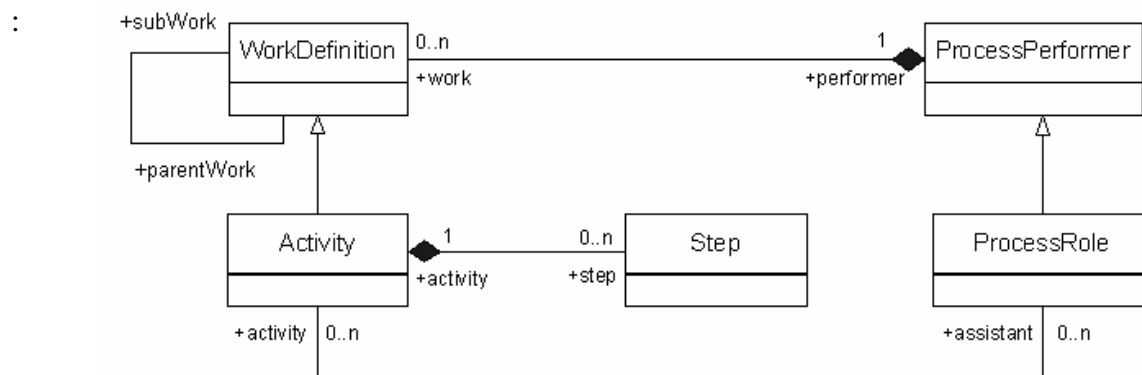 :
+subWork
WorkDefinition
0..n
+work
1
+performer
ProcessPerformer
+parentWork
Activity
1
+activity
0..n
+step
Step
ProcessRole
+activity 0..n
+assistant 0..n